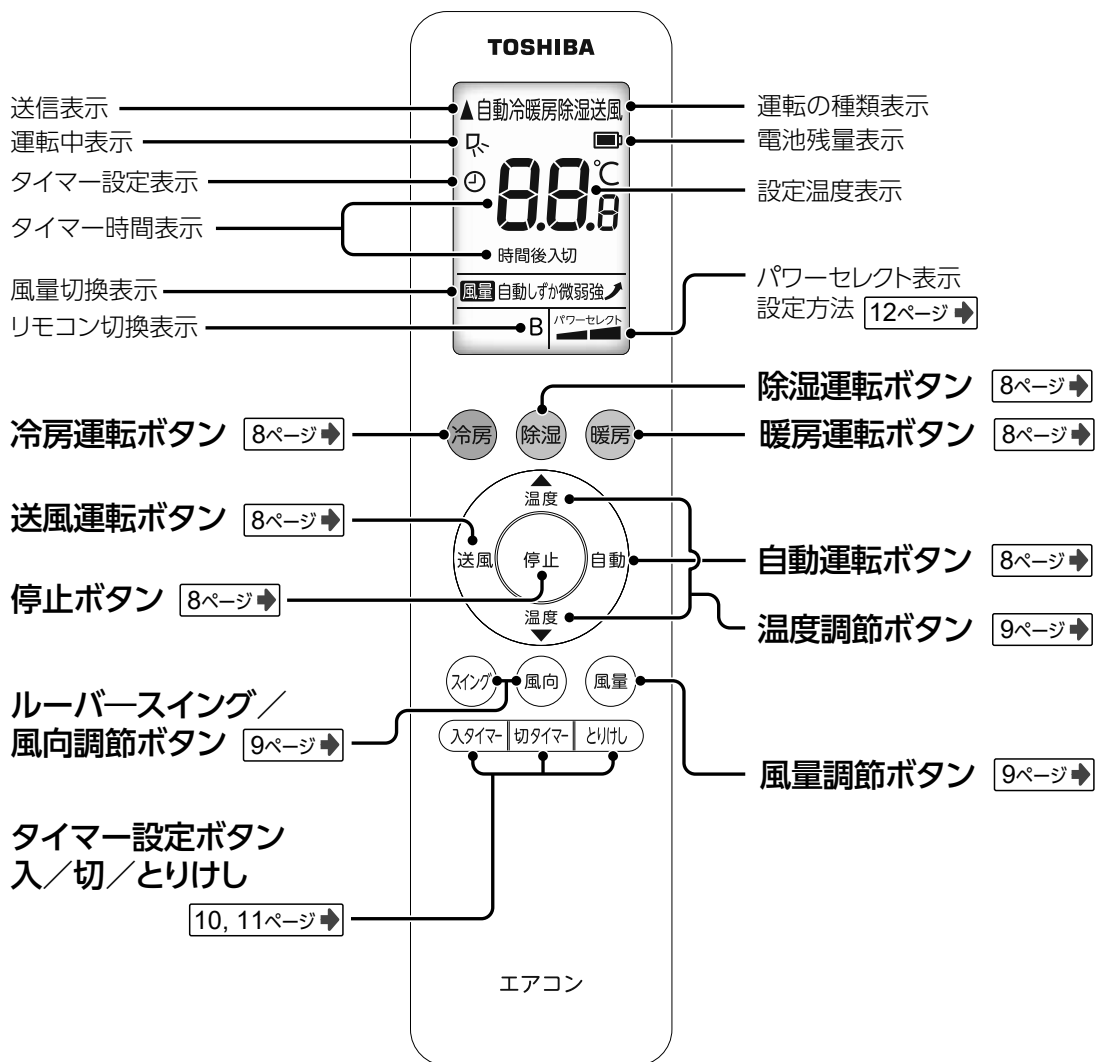 TOSHIBA
送信表示
運転中表示
タイマー設定表示
タイマー時間表示
風量切換表示
リモコン切換表示
▲自動冷暖房除湿送風
88.8℃
時間後入切
風量 自動しずか微弱強
B パワーセレクト
運転の種類表示
電池残量表示
設定温度表示
パワーセレクト表示
設定方法 12ページ
冷房運転ボタン 8ページ
送風運転ボタン 8ページ
停止ボタン 8ページ
ルーバースイング／
風向調節ボタン 9ページ
タイマー設定ボタン
入／切／とりけし
10, 11ページ
冷房 除湿 暖房
▲
温度
送風 停止 自動
温度
▼
スイング 風向 風量
入タイマー 切タイマー とりけし
エアコン
除湿運転ボタン 8ページ
暖房運転ボタン 8ページ
自動運転ボタン 8ページ
温度調節ボタン 9ページ
風量調節ボタン 9ページ